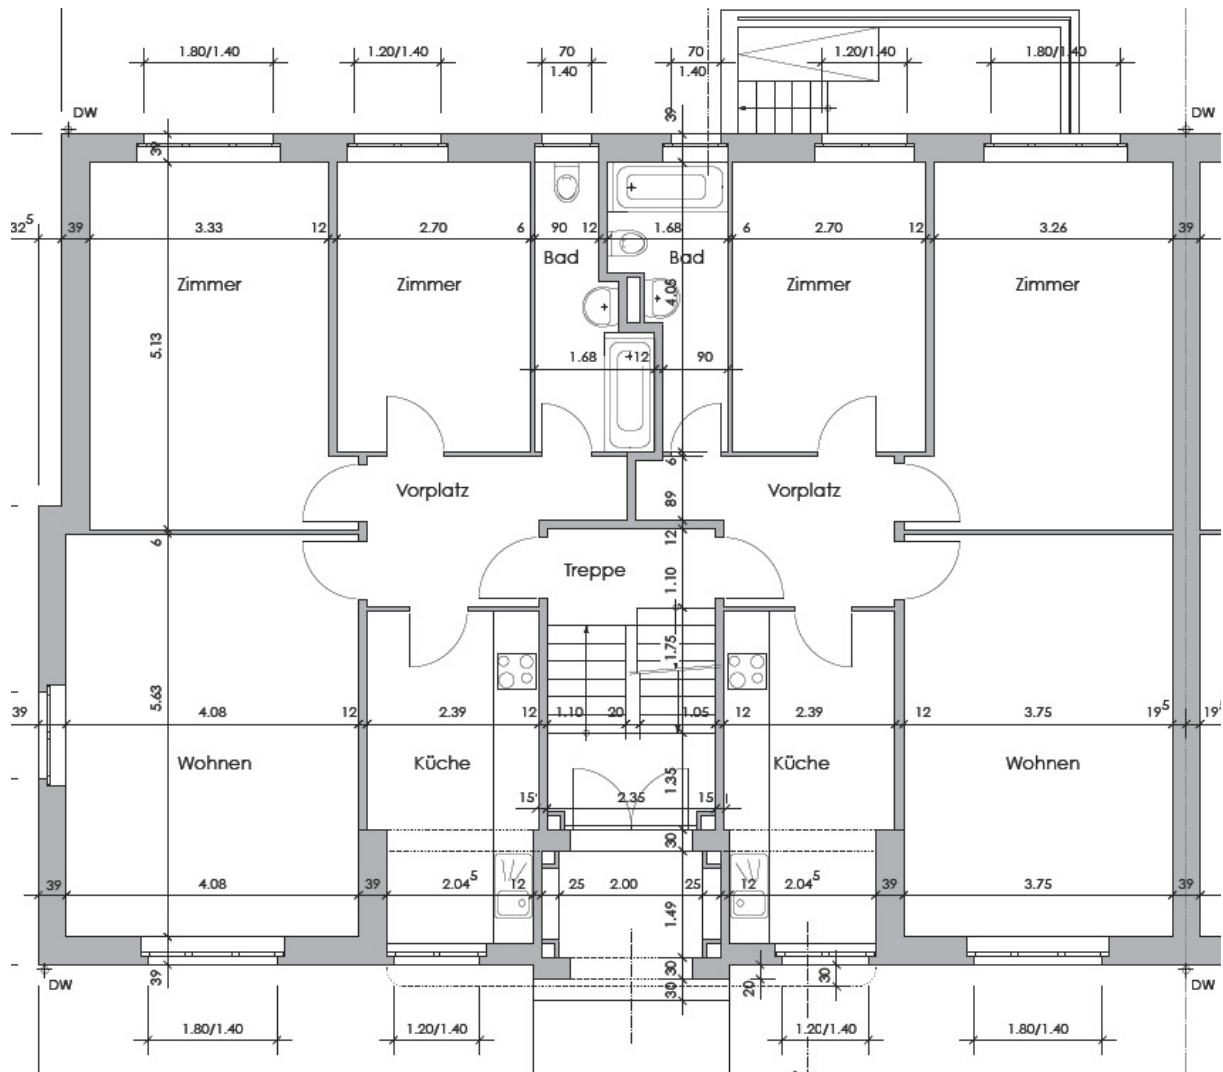 1.80/1.40 1.20/1.40 70 70 1.20/1.40 1.80/1.40
1.40 1.40
DW 39 DW
39
32⁵ 39 3.33 12 2.70 6 90 12 1.68 6 2.70 12 3.26 39
Bad Bad
Zimmer Zimmer Zimmer Zimmer
4.05
5.13
1.68 12 90
6
Vorplatz Vorplatz
89
6 12
Treppe 1.10
1.75
5.63
39 4.08 12 2.39 12 1.10 20 1.05 12 2.39 12 3.75 19⁵ 19⁵
Wohnen Küche Küche Wohnen
1.35
15 2.35 15
30
39 4.08 39 2.04⁵ 12 25 2.00 25 12 2.04⁵ 39 3.75 39
1.49
39 30 30
DW 30 20 DW
1.80/1.40 1.20/1.40 1.20/1.40 1.80/1.40